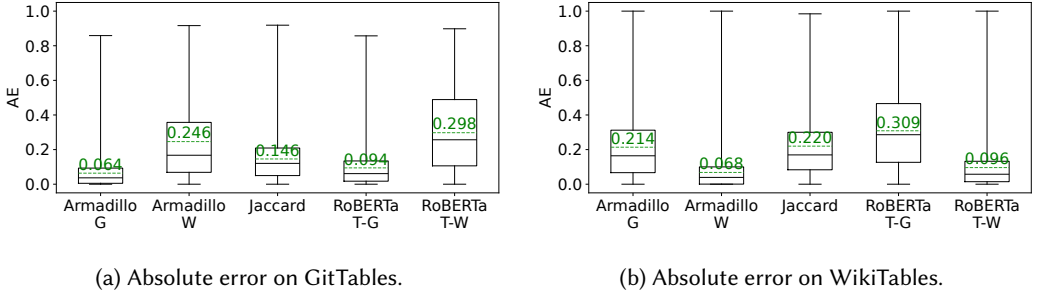 1.0
0.8
0.6
0.4
0.2
0.0
AE
0.064
0.246
0.146
0.094
0.298
Armadillo
G
Armadillo
W
Jaccard
RoBERTa
T-G
RoBERTa
T-W
(a) Absolute error on GitTables.
1.0
0.8
0.6
0.4
0.2
0.0
AE
0.214
0.068
0.220
0.309
0.096
Armadillo
G
Armadillo
W
Jaccard
RoBERTa
T-G
RoBERTa
T-W
(b) Absolute error on WikiTables.